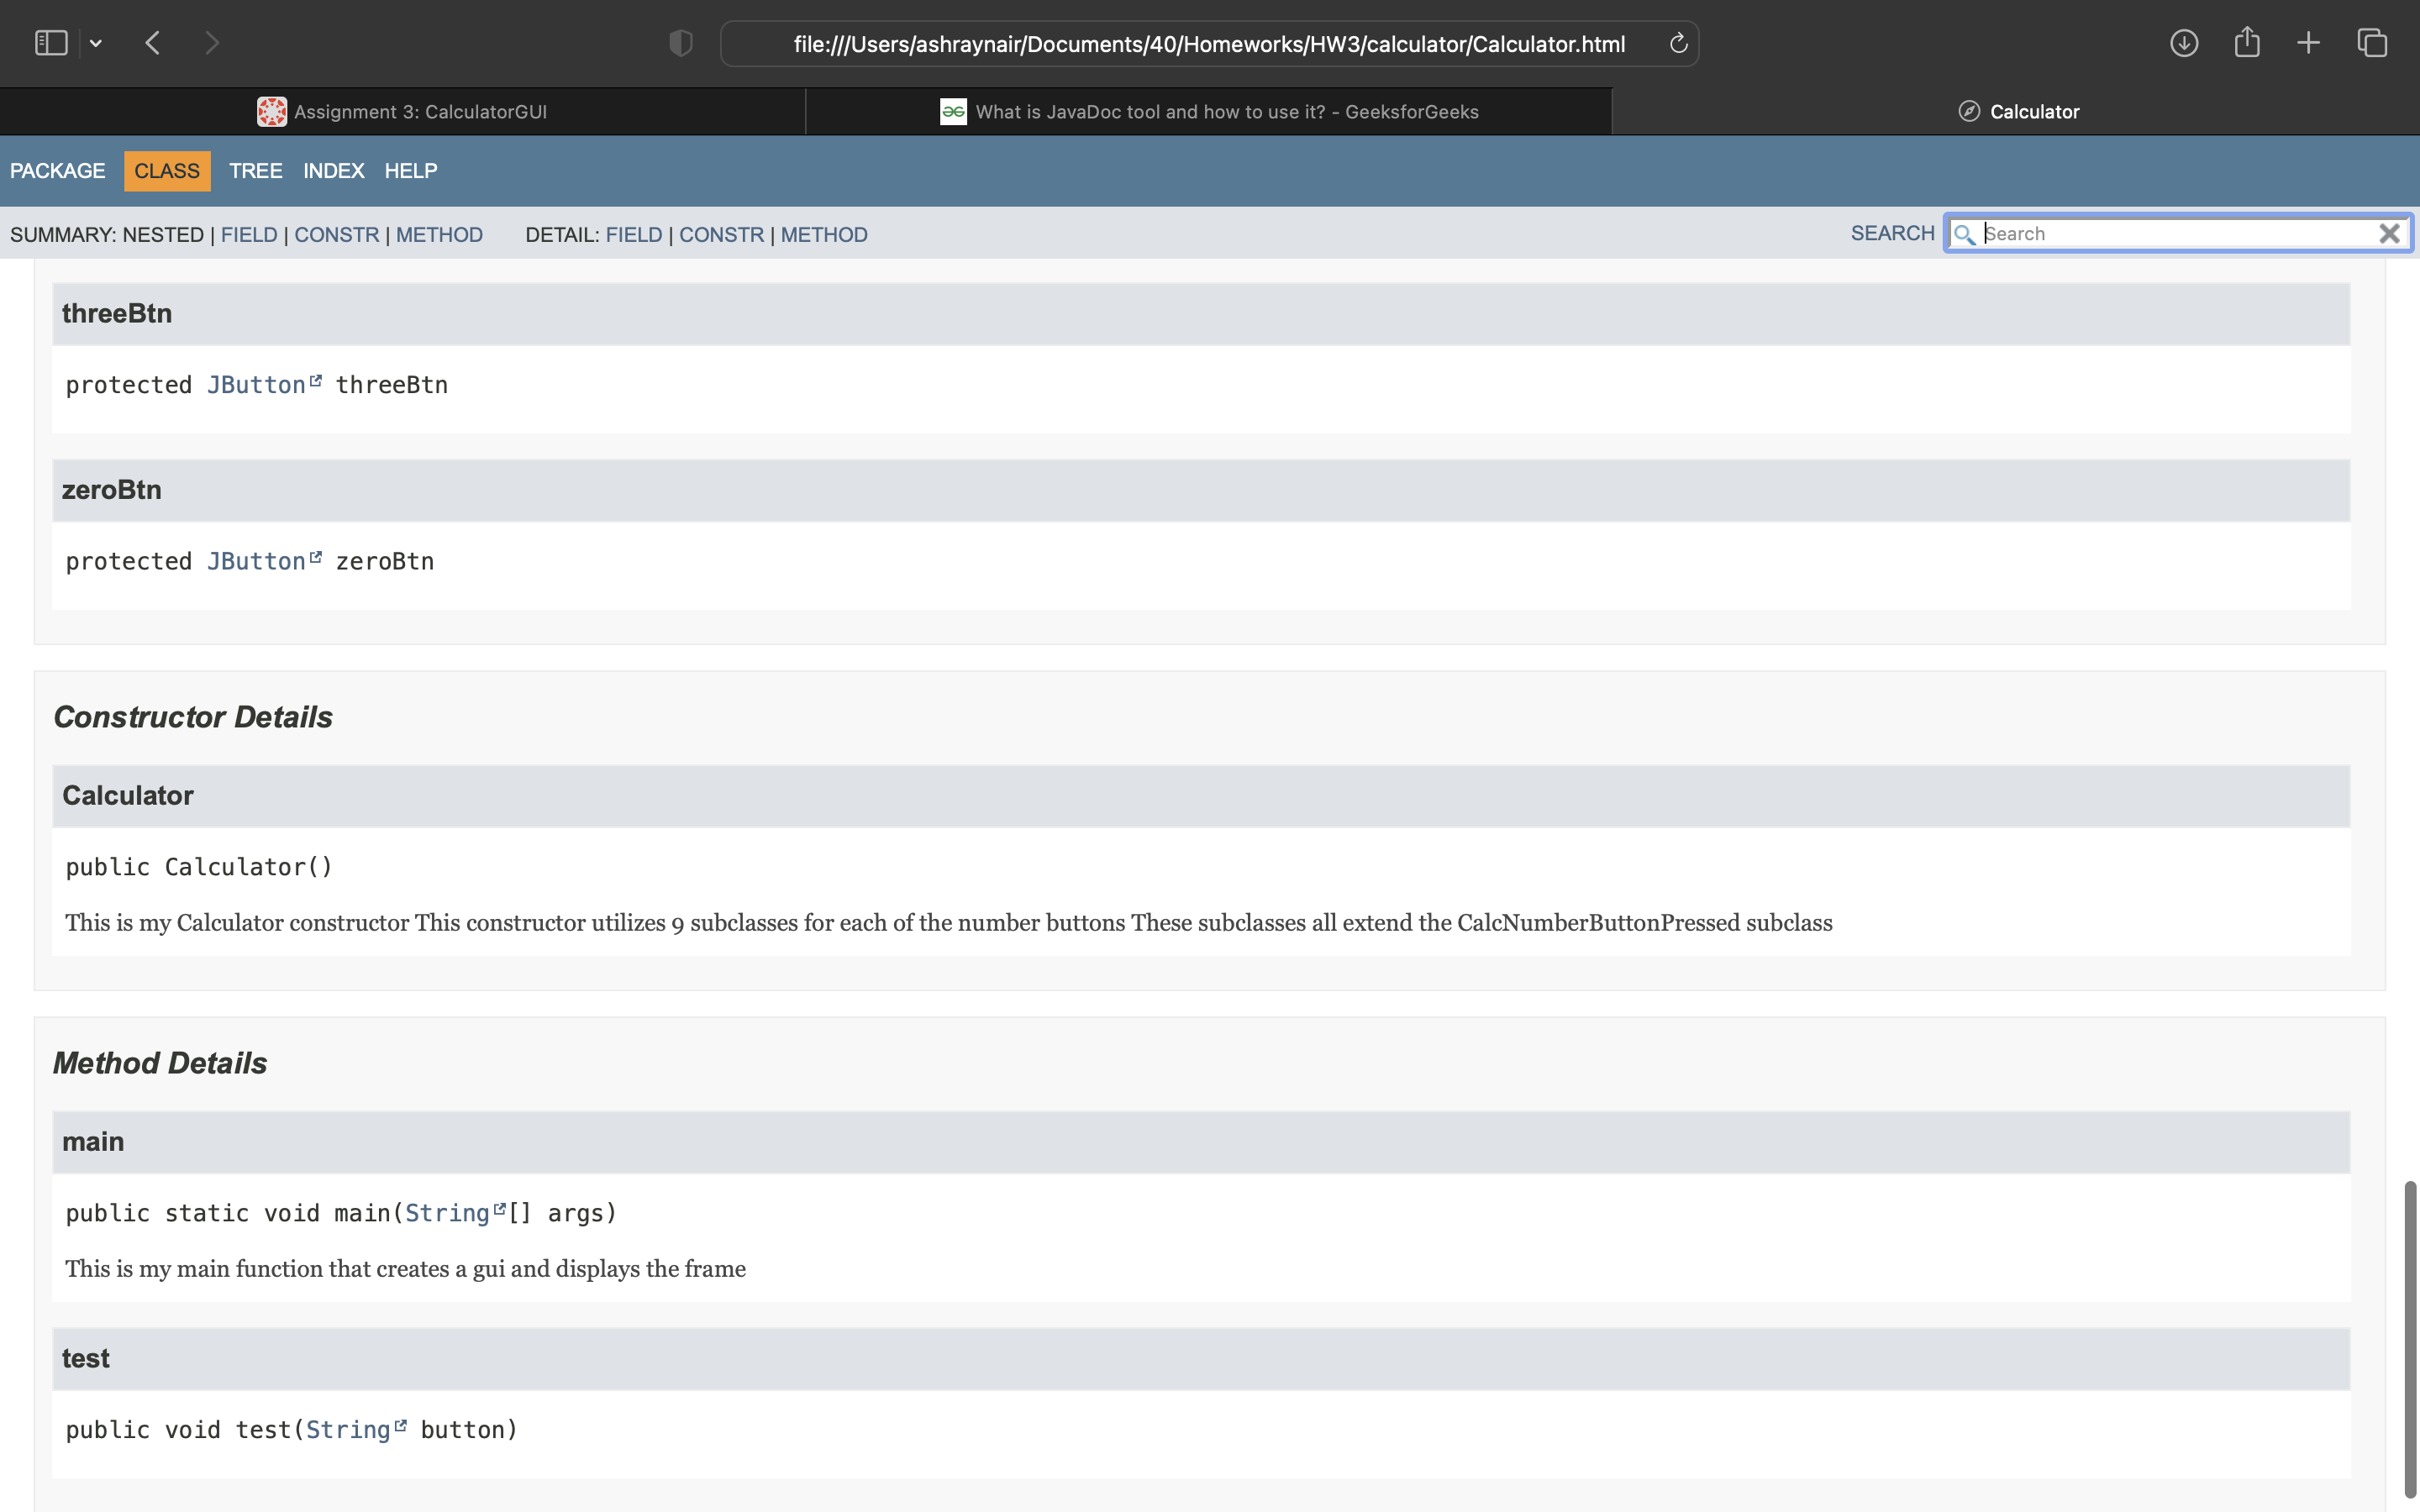 file:///Users/ashraynair/Documents/40/Homeworks/HW3/calculator/Calculator.html
Assignment 3: CalculatorGUI
What is JavaDoc tool and how to use it? - GeeksforGeeks
Calculator
PACKAGE CLASS TREE INDEX HELP
SUMMARY: NESTED | FIELD | CONSTR | METHOD DETAIL: FIELD | CONSTR | METHOD SEARCH Search
threeBtn
protected JButton threeBtn
zeroBtn
protected JButton zeroBtn
Constructor Details
Calculator
public Calculator()
This is my Calculator constructor This constructor utilizes 9 subclasses for each of the number buttons These subclasses all extend the CalcNumberButtonPressed subclass
Method Details
main
public static void main(String[] args)
This is my main function that creates a gui and displays the frame
test
public void test(String button)